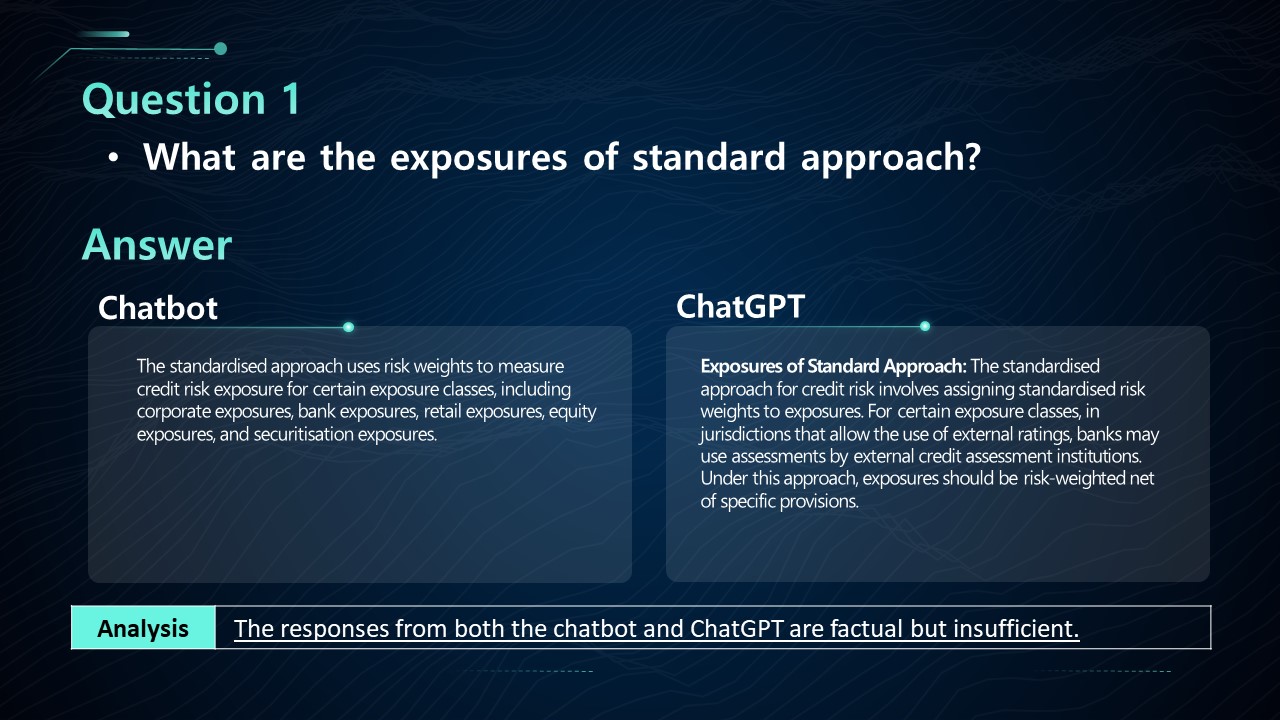 Question 1
• What are the exposures of standard approach?
Answer
Chatbot
The standardised approach uses risk weights to measure
credit risk exposure for certain exposure classes, including
corporate exposures, bank exposures, retail exposures, equity
exposures, and securitisation exposures.
ChatGPT
Exposures of Standard Approach: The standardised
approach for credit risk involves assigning standardised risk
weights to exposures. For certain exposure classes, in
jurisdictions that allow the use of external ratings, banks may
use assessments by external credit assessment institutions.
Under this approach, exposures should be risk-weighted net
of specific provisions.
Analysis
The responses from both the chatbot and ChatGPT are factual but insufficient.